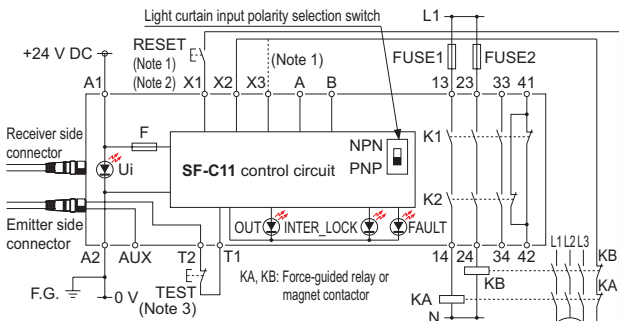 Light curtain input polarity selection switch
L1
+24 V DC
RESET
(Note 1)
(Note 2)
(Note 1)
FUSE1
FUSE2
A1
X1
X2
X3
A
B
13
23
33
41
Receiver side
connector
F
Ui
SF-C11 control circuit
NPN
PNP
K1
K2
OUT
INTER_LOCK
FAULT
Emitter side
connector
A2
AUX
T2
T1
14
24
34
42
L1
L2
L3
KB
KA
F.G.
0 V
TEST
(Note 3)
KA, KB: Force-guided relay or
magnet contactor
KB
KA
N